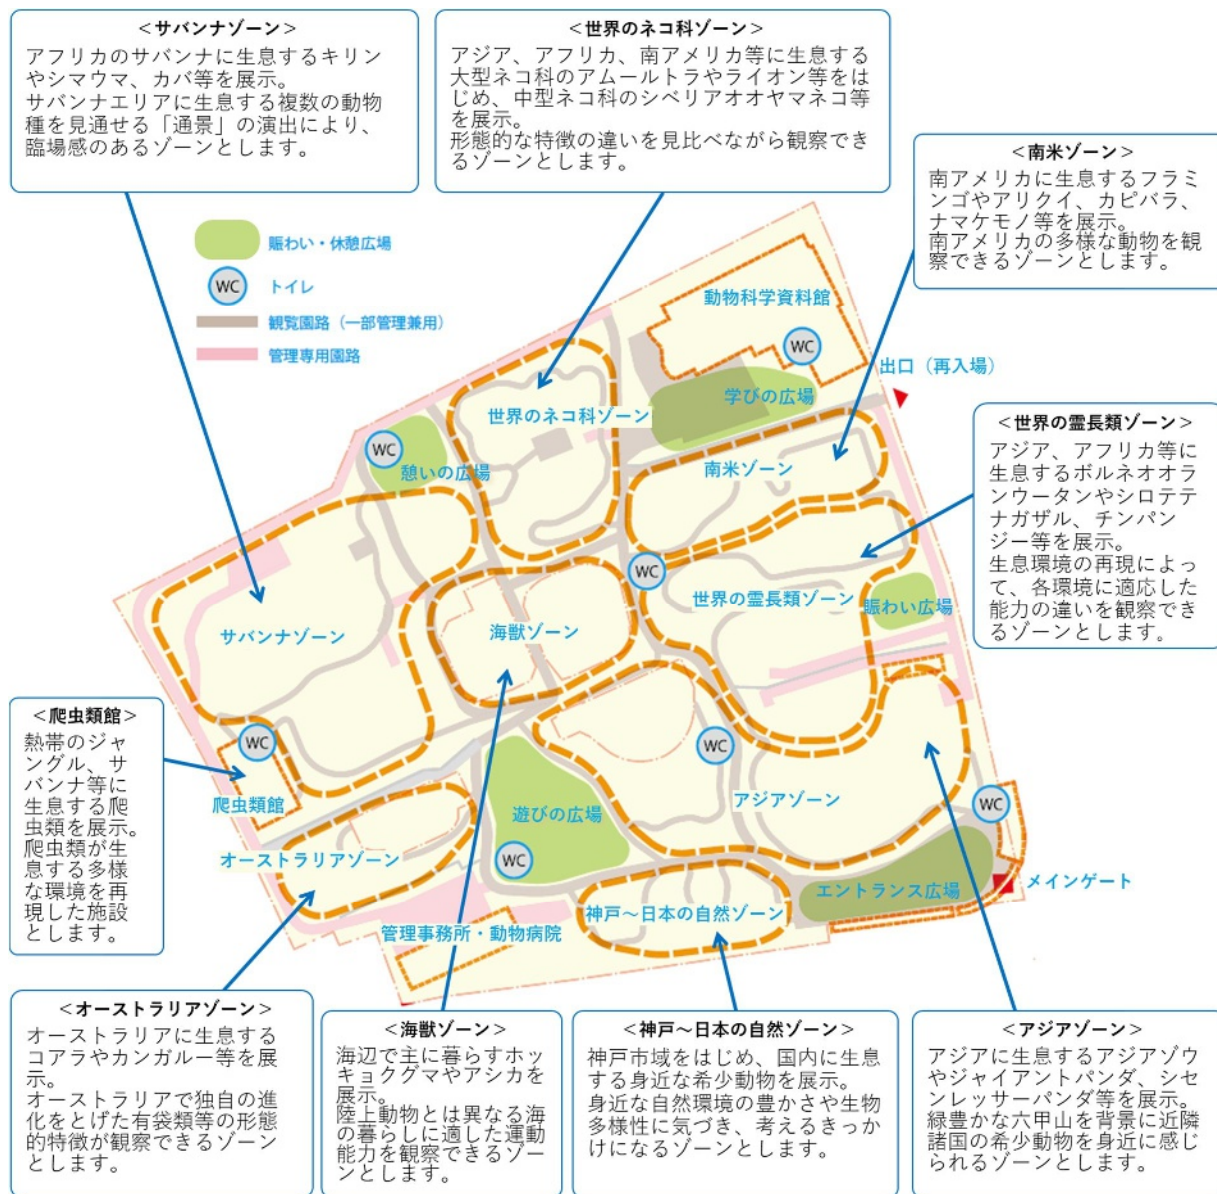 ＜サバンナゾーン＞
アフリカのサバンナに生息するキリン
やシマウマ、カバ等を展示。
サバンナエリアに生息する複数の動物
種を見通せる「通景」の演出により、
臨場感のあるゾーンとします。
＜世界のネコ科ゾーン＞
アジア、アフリカ、南アメリカ等に生息する
大型ネコ科のアムールトラやライオン等をは
じめ、中型ネコ科のシベリアオオヤマネコ等
を展示。
形態的な特徴の違いを見比べながら観察でき
るゾーンとします。
＜南米ゾーン＞
南アメリカに生息するフラミ
ンゴやアリクイ、カピバラ、
ナマケモノ等を展示。
南アメリカの多様な動物を観
察できるゾーンとします。
賑わい・休憩広場
WC
トイレ
観覧園路（一部管理兼用）
管理専用園路
動物科学資料館
WC
出口（再入場）
学びの広場
世界のネコ科ゾーン
WC
憩いの広場
南米ゾーン
＜世界の霊長類ゾーン＞
アジア、アフリカ等に
生息するボルネオオラ
ンウータンやシロテテ
ナガザル、チンパン
ジー等を展示。
生息環境の再現によっ
て、各環境に適応した
能力の違いを観察でき
るゾーンとします。
WC
世界の霊長類ゾーン
賑わい広場
サバンナゾーン
海獣ゾーン
＜爬虫類館＞
熱帯のジャ
ングル、サ
バンナ等に
生息する爬
虫類を展示。
爬虫類が生
息する多様
な環境を再
現した施設
とします。
WC
WC
爬虫類館
遊びの広場
アジアゾーン
WC
オーストラリアゾーン
WC
エントランス広場
メインゲート
神戸～日本の自然ゾーン
管理事務所・動物病院
＜オーストラリアゾーン＞
オーストラリアに生息する
コアラやカンガルー等を展
示。
オーストラリアで独自の進
化をとげた有袋類等の形態
的特徴が観察できるゾーン
とします。
＜海獣ゾーン＞
海辺で主に暮らすホッ
キョクグマやアシカを
展示。
陸上動物とは異なる海
の暮らしに適した運動
能力を観察できるゾー
ンとします。
＜神戸～日本の自然ゾーン＞
神戸市域をはじめ、国内に生息
する身近な希少動物を展示。
身近な自然環境の豊かさや生物
多様性に気づき、考えるきっか
けになるゾーンとします。
＜アジアゾーン＞
アジアに生息するアジアゾウ
やジャイアントパンダ、シセ
ンレッサーパンダ等を展示。
緑豊かな六甲山を背景に近隣
諸国の希少動物を身近に感じ
られるゾーンとします。